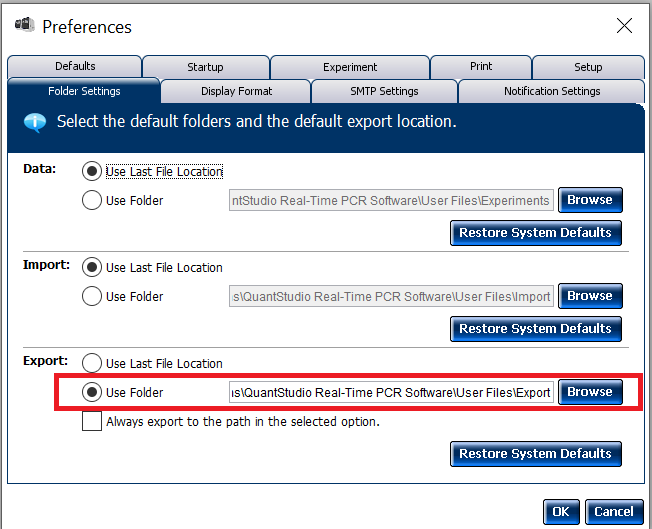 Preferences
Defaults Startup Experiment Print Setup
Folder Settings Display Format SMTP Settings Notification Settings
Select the default folders and the default export location.
Data: Use Last File Location
Use Folder ntStudio Real-Time PCR Software\User Files\Experiments Browse
Restore System Defaults
Import: Use Last File Location
Use Folder ıs\QuantStudio Real-Time PCR Software\User Files\Import Browse
Restore System Defaults
Export: Use Last File Location
Use Folder ıs\QuantStudio Real-Time PCR Software\User Files\Export Browse
Always export to the path in the selected option.
Restore System Defaults
OK Cancel